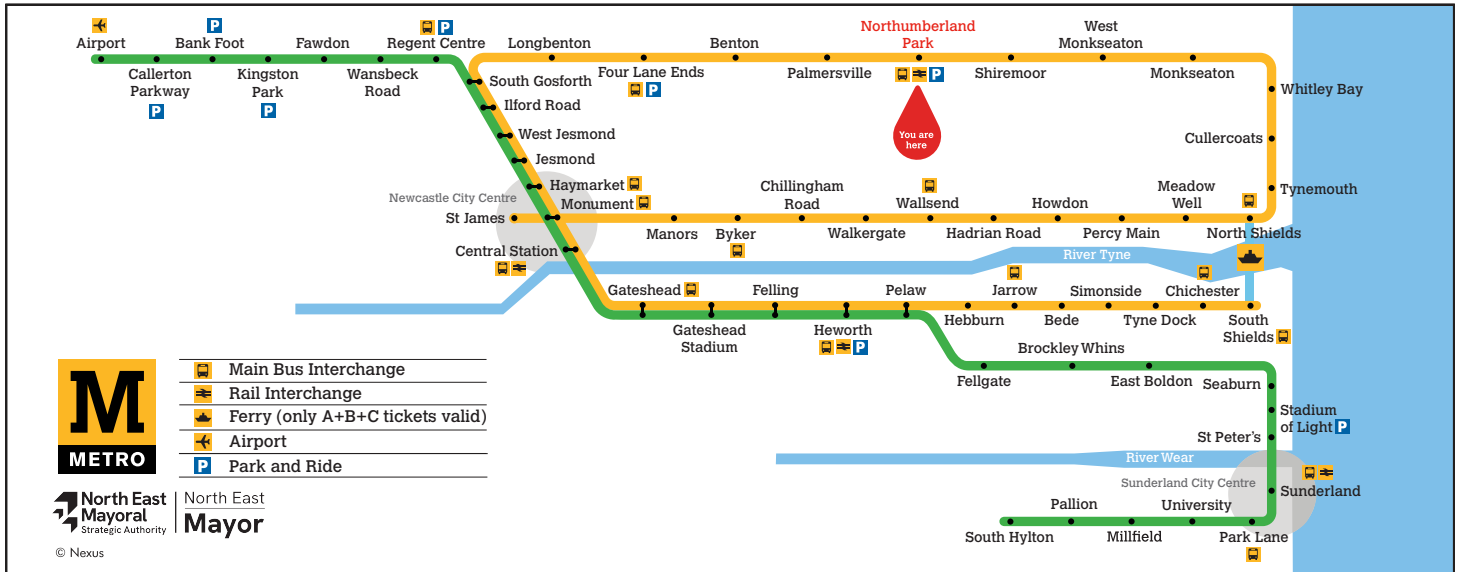 Northumberland
Park
West
Monkseaton
Airport
Bank Foot
Fawdon
Regent Centre
Longbenton
Benton
Callerton
Parkway
P
Kingston
Park
P
Wansbeck
Road
P
P
Four Lane Ends
P
Palmersville
P
Shiremoor
Monkseaton
South Gosforth
Ilford Road
West Jesmond
Jesmond
You are
here
Whitley Bay
Cullercoats
Tynemouth
Newcastle City Centre
Haymarket
Monument
St James
Central Station
Chillingham
Road
Wallsend
Howdon
Meadow
Well
Manors
Byker
Walkergate
Hadrian Road
Percy Main
North Shields
River Tyne
Gateshead
Felling
Pelaw
Jarrow
Simonside
Chichester
Gateshead
Stadium
Heworth
P
Hebburn
Bede
Tyne Dock
South
Shields
Brockley Whins
Fellgate
East Boldon
Seaburn
Stadium
of Light P
St Peter's
River Wear
Sunderland City Centre
Sunderland
Pallion
University
South Hylton
Millfield
Park Lane
M
METRO
Main Bus Interchange
Rail Interchange
Ferry (only A+B+C tickets valid)
Airport
P Park and Ride
North East
Mayoral
Strategic Authority
North East
Mayor
© Nexus